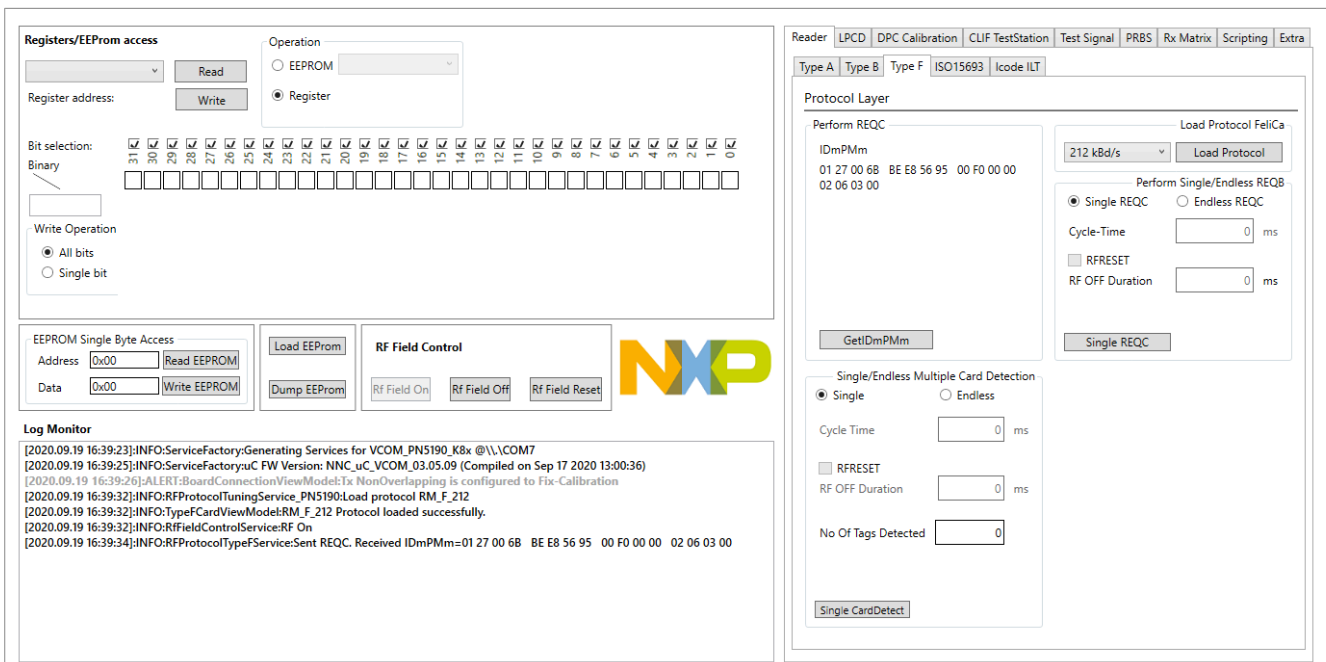 Registers/EEProm access
Read
Register address:
Write
Operation
EEPROM
Register
Bit selection:
31 30 29 28 27 26 25 24 23 22 21 20 19 18 17 16 15 14 13 12 11 10 9 8 7 6 5 4 3 2 1 0
Binary
Write Operation
All bits
Single bit
EEPROM Single Byte Access
Address 0x00 Read EEPROM
Data 0x00 Write EEPROM
Load EEProm
Dump EEProm
RF Field Control
Rf Field On Rf Field Off Rf Field Reset
NXP
Log Monitor
[2020.09.19 16:39:23]:INFO:ServiceFactory:Generating Services for VCOM_PN5190_K8x @\\.\COM7
[2020.09.19 16:39:25]:INFO:ServiceFactory:uC FW Version: NNC_uC_VCOM_03.05.09 (Compiled on Sep 17 2020 13:00:36)
[2020.09.19 16:39:26]:ALERT:BoardConnectionViewModel:Tx NonOverlapping is configured to Fix-Calibration
[2020.09.19 16:39:32]:INFO:RFProtocolTuningService_PN5190:Load protocol RM_F_212
[2020.09.19 16:39:32]:INFO:TypeFCardViewModel:RM_F_212 Protocol loaded successfully.
[2020.09.19 16:39:32]:INFO:RfFieldControlService:RF On
[2020.09.19 16:39:34]:INFO:RFProtocolTypeFService:Sent REQC. Received IDmPMm=01 27 00 6B BE E8 56 95 00 F0 00 00 02 06 03 00
Reader LPCD DPC Calibration CLIF TestStation Test Signal PRBS Rx Matrix Scripting Extra
Type A Type B Type F ISO15693 Icode ILT
Protocol Layer
Perform REQC
IDmPMm
01 27 00 6B BE E8 56 95 00 F0 00 00
02 06 03 00
GetIDmPMm
Load Protocol FeliCa
212 kBd/s Load Protocol
Perform Single/Endless REQB
Single REQC Endless REQC
Cycle-Time 0 ms
RFRESET
RF OFF Duration 0 ms
Single REQC
Single/Endless Multiple Card Detection
Single Endless
Cycle Time 0 ms
RFRESET
RF OFF Duration 0 ms
No Of Tags Detected 0
Single CardDetect